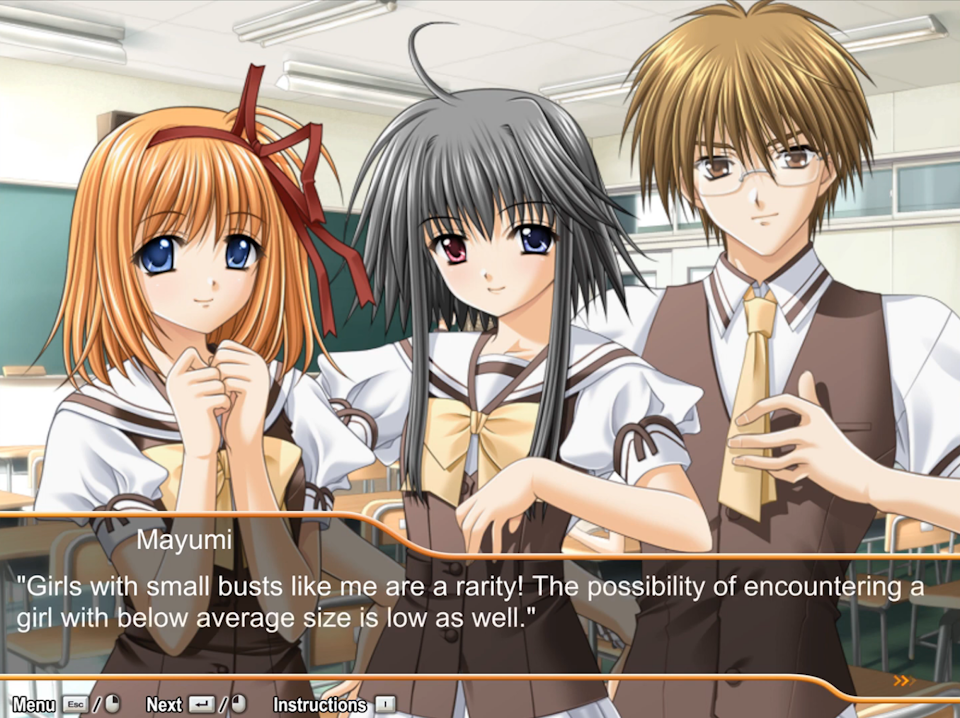 Mayumi
"Girls with small busts like me are a rarity! The possibility of encountering a
girl with below average size is low as well."
Menu Esc / Next / Instructions I